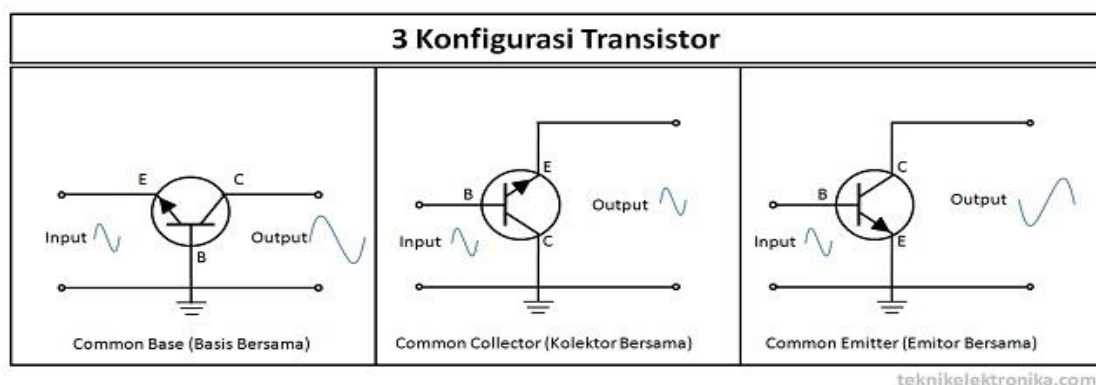 3 Konfigurasi Transistor
E
C
Input
Output
B
Common Base (Basis Bersama)
E
B
Output
Input
C
Common Collector (Kolektor Bersama)
C
B
Output
Input
E
Common Emitter (Emitor Bersama)
teknikelektronika.com